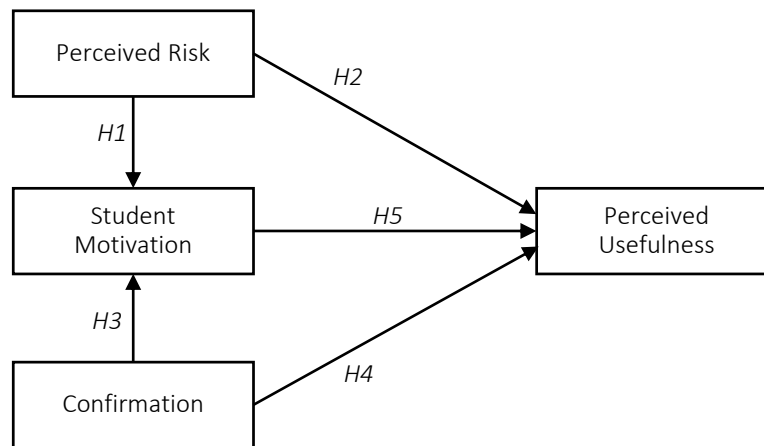 Perceived Risk
H2
H1
Student
Motivation
H5
Perceived
Usefulness
H3
H4
Confirmation